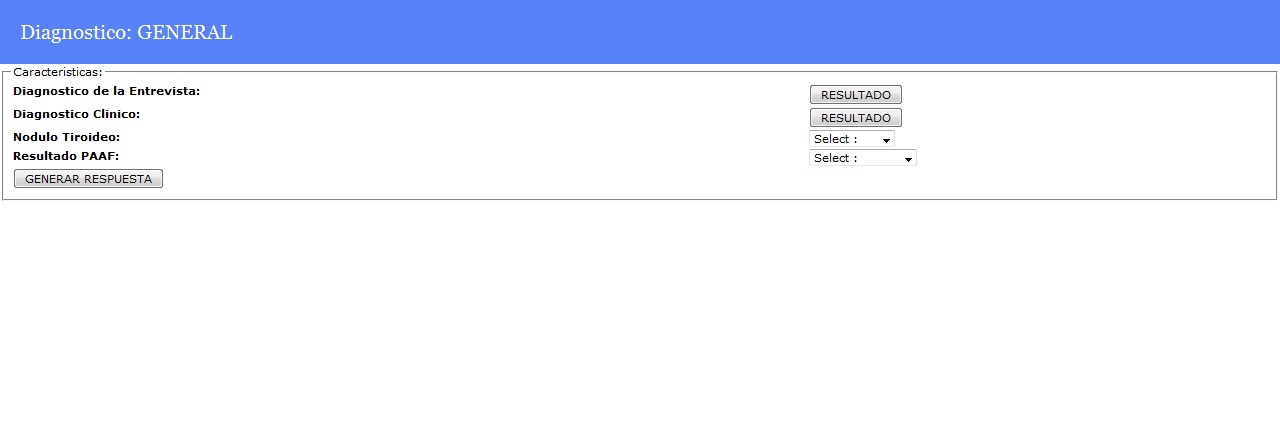 Diagnostico: GENERAL
Caracteristicas:
Diagnostico de la Entrevista: RESULTADO
Diagnostico Clinico: RESULTADO
Nodulo Tiroideo: Select :
Resultado PAAF: Select :
GENERAR RESPUESTA